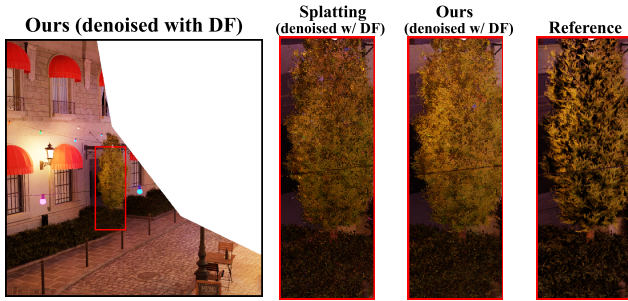 Ours (denoised with DF)
Splatting
(denoised w/ DF)
Ours
(denoised w/ DF)
Reference